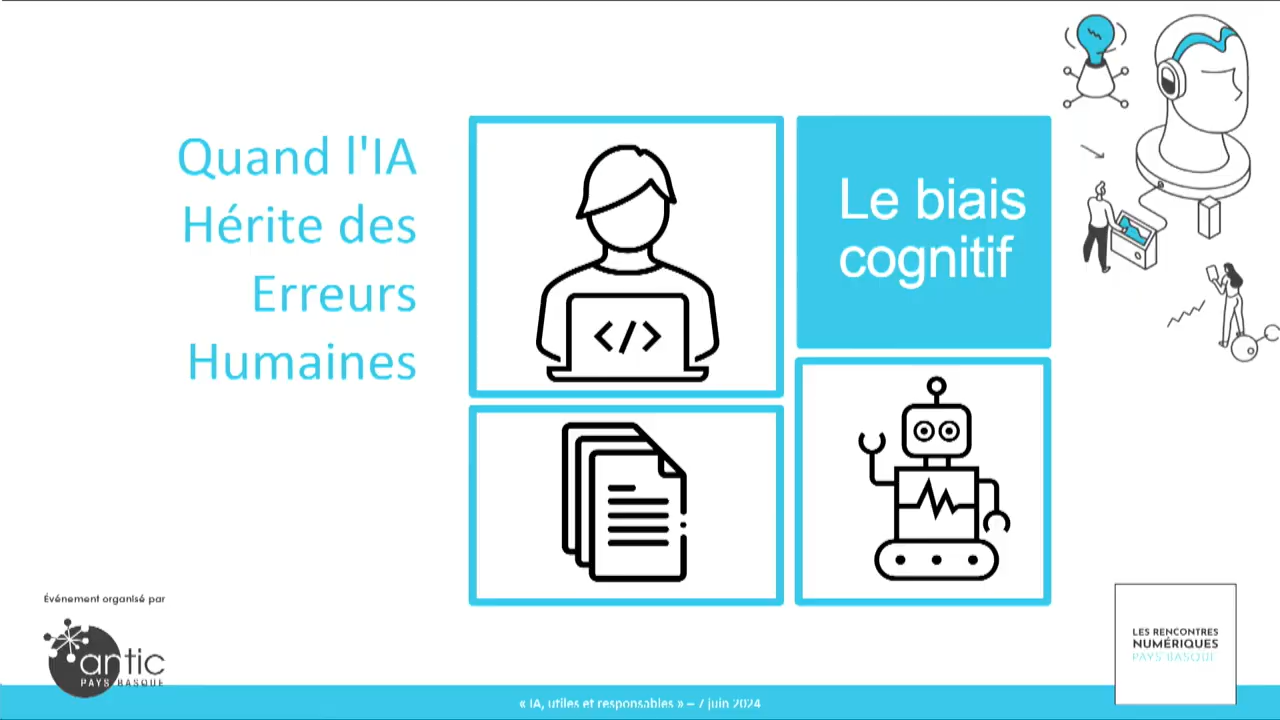 Quand l'IA
Hérite des
Erreurs
Humaines
Le biais
cognitif
</>
Événement organisé par
antic
PAYS BASQUE
« IA, utiles et responsables » – 7 juin 2024
LES RENCONTRES
NUMÉRIQUES
PAYS BASQUE